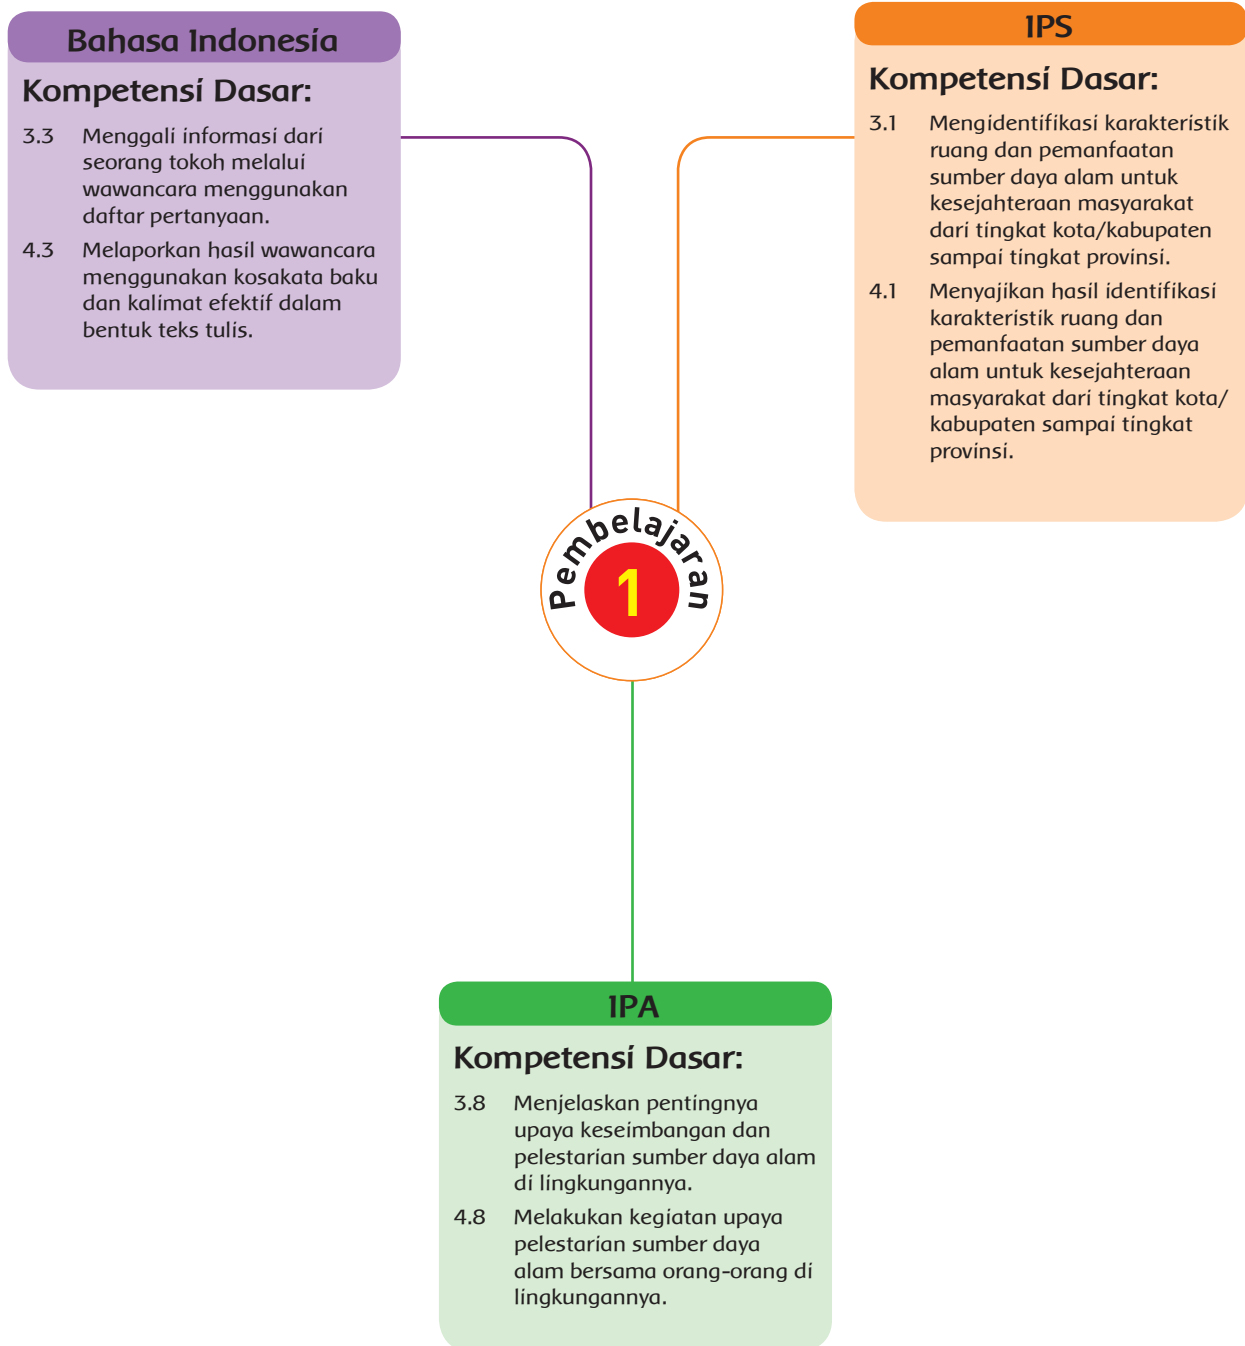 Bahasa Indonesia
Kompetensi Dasar:
3.3 Menggali informasi dari
seorang tokoh melalui
wawancara menggunakan
daftar pertanyaan.
4.3 Melaporkan hasil wawancara
menggunakan kosakata baku
dan kalimat efektif dalam
bentuk teks tulis.
IPS
Kompetensi Dasar:
3.1 Mengidentifikasi karakteristik
ruang dan pemanfaatan
sumber daya alam untuk
kesejahteraan masyarakat
dari tingkat kota/kabupaten
sampai tingkat provinsi.
4.1 Menyajikan hasil identifikasi
karakteristik ruang dan
pemanfaatan sumber daya
alam untuk kesejahteraan
masyarakat dari tingkat kota/
kabupaten sampai tingkat
provinsi.
Pembelajaran
1
IPA
Kompetensi Dasar:
3.8 Menjelaskan pentingnya
upaya keseimbangan dan
pelestarian sumber daya alam
di lingkungannya.
4.8 Melakukan kegiatan upaya
pelestarian sumber daya
alam bersama orang-orang di
lingkungannya.